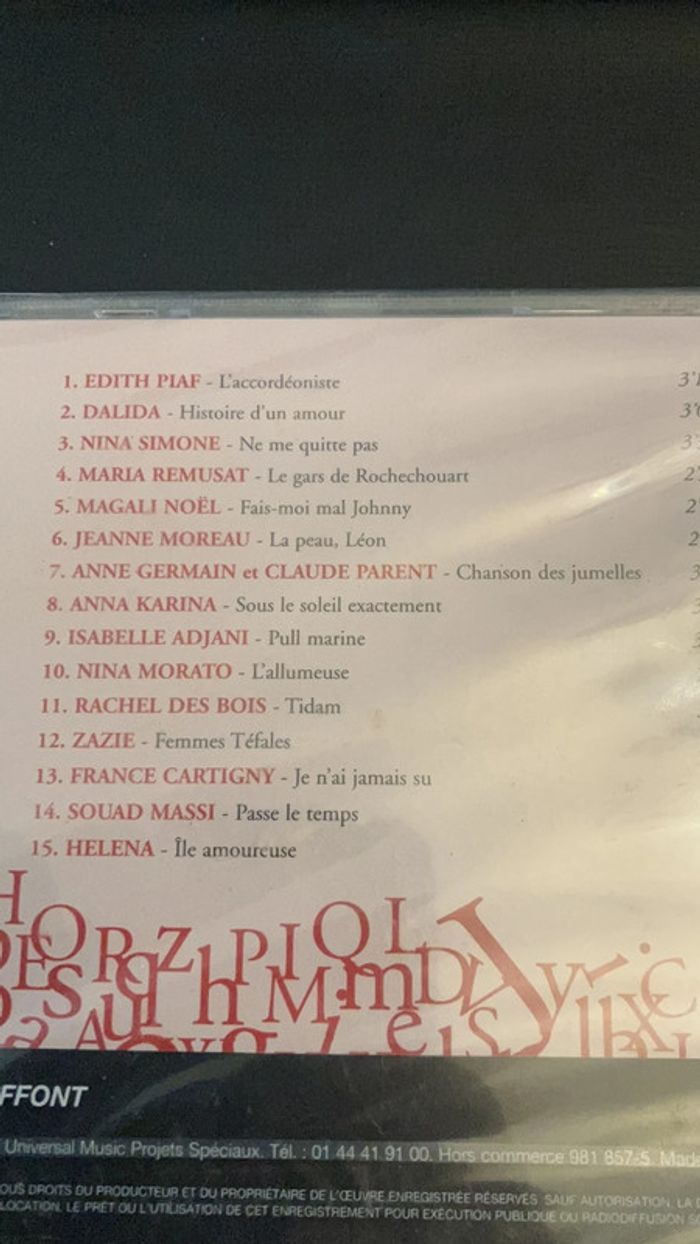 1. EDITH PIAF - L'accordéoniste
2. DALIDA - Histoire d'un amour
3. NINA SIMONE - Ne me quitte pas
4. MARIA REMUSAT - Le gars de Rochechouart
5. MAGALI NOËL - Fais-moi mal Johnny
6. JEANNE MOREAU - La peau, Léon
7. ANNE GERMAIN et CLAUDE PARENT - Chanson des jumelles
8. ANNA KARINA - Sous le soleil exactement
9. ISABELLE ADJANI - Pull marine
10. NINA MORATO - L'allumeuse
11. RACHEL DES BOIS - Tidam
12. ZAZIE - Femmes Téfales
13. FRANCE CARTIGNY - Je n'ai jamais su
14. SOUAD MASSI - Passe le temps
15. HELENA - Île amoureuse
FFONT
Universal Music Projets Spéciaux. Tél. : 01 44 41 91 00. Hors commerce 981 857-5. Made
OUS DROITS DU PRODUCTEUR ET DU PROPRIÉTAIRE DE L'ŒUVRE ENREGISTRÉE RÉSERVÉS. SAUF AUTORISATION, LA
LOCATION, LE PRÊT OU L'UTILISATION DE CET ENREGISTREMENT POUR EXÉCUTION PUBLIQUE OU RADIODIFFUSION